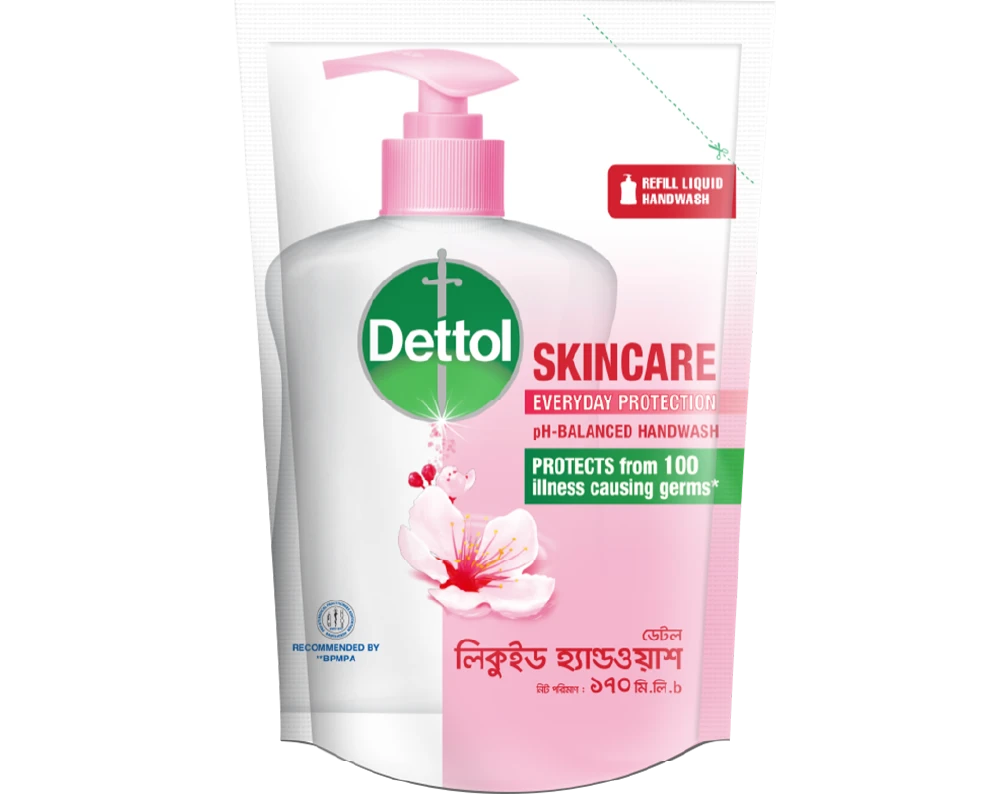 REFILL LIQUID
HANDWASH
Dettol
SKINCARE
EVERYDAY PROTECTION
pH-BALANCED HANDWASH
PROTECTS from 100
illness causing germs*
RECOMMENDED BY
**BPMPA
ডেটল
লিকুইড হ্যান্ডওয়াশ
নিট পরিমাণ : ১৭০ মি.লি.b